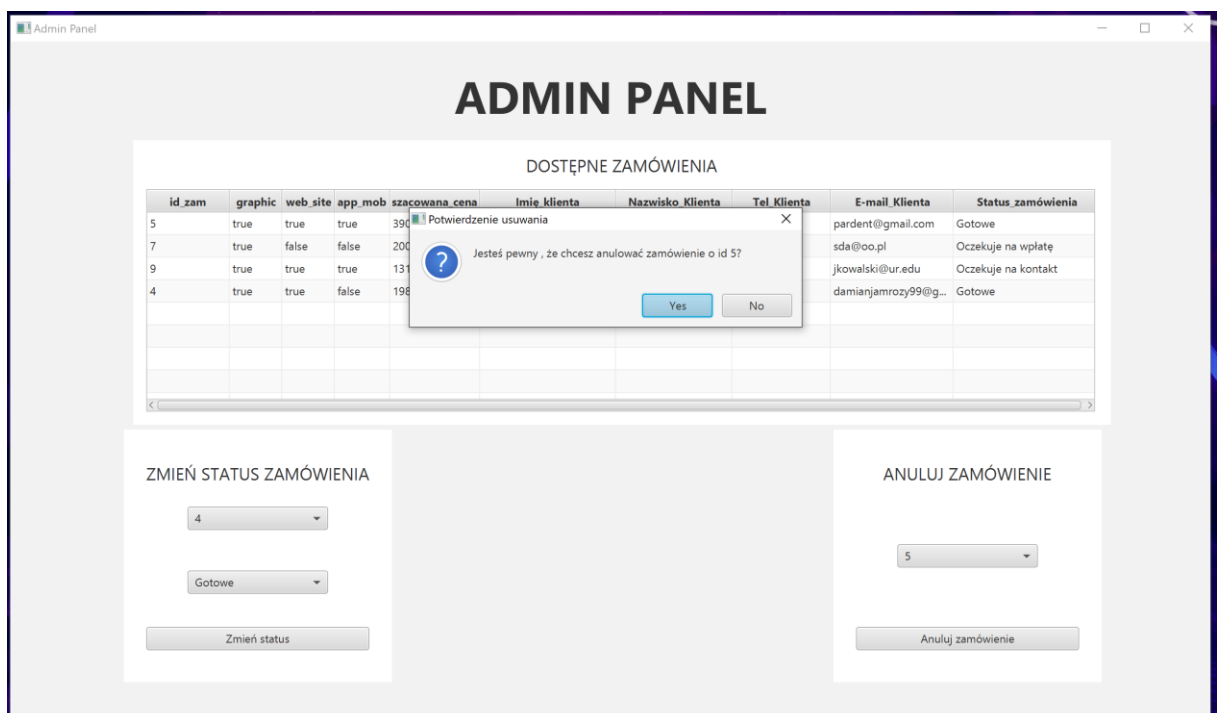 Admin Panel
ADMIN PANEL
DOSTĘPNE ZAMÓWIENIA
id_zam graphic web_site app_mob szacowana_cena Imię_klienta Nazwisko_Klienta Tel_Klienta E-mail_Klienta Status_zamówienia
5 true true true 390 pardent@gmail.com Gotowe
7 true false false 200 sda@oo.pl Oczekuje na wpłatę
9 true true true 131 jkowalski@ur.edu Oczekuje na kontakt
4 true true false 198 damianjamrozy99@g... Gotowe
Potwierdzenie usuwania
Jesteś pewny , że chcesz anulować zamówienie o id 5?
Yes No
ZMIEŃ STATUS ZAMÓWIENIA
4
Gotowe
Zmień status
ANULUJ ZAMÓWIENIE
5
Anuluj zamówienie